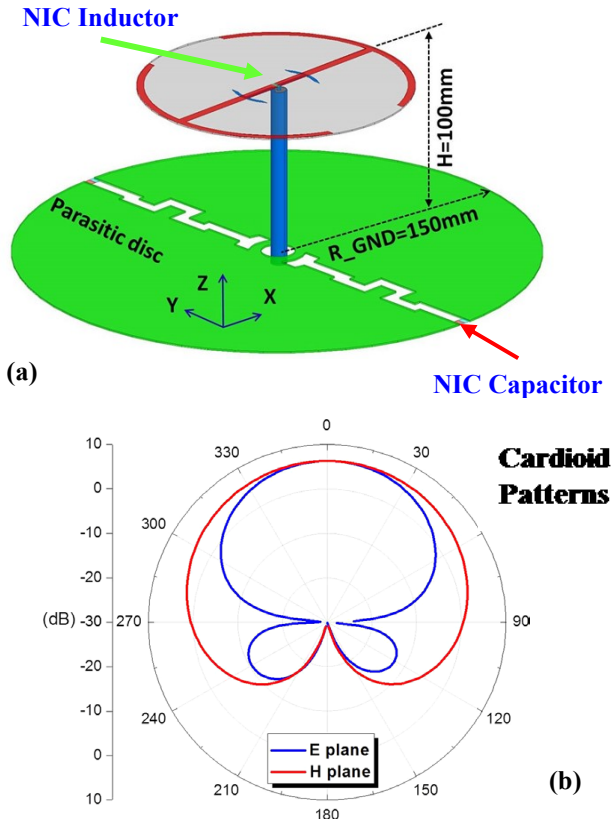 NIC Inductor
H=100mm
Parasitic disc
R_GND=150mm
Z
Y
X
(a)
NIC Capacitor
Cardioid
Patterns
10
0
-10
-20
(dB) -30
-20
-10
0
10
0
30
90
120
150
180
210
240
270
300
330
E plane
H plane
(b)